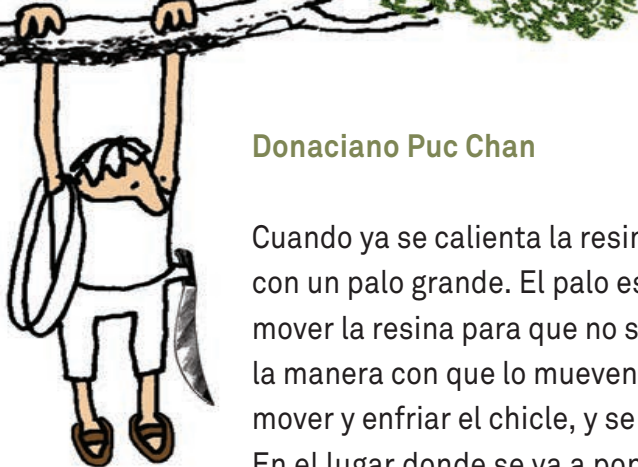 Donaciano Puc Chan
Cuando ya se calienta la
con un palo grande. El palo
mover la resina para que no
la manera con que lo mueven
mover y enfriar el chicle, y se
En el lugar donde se va a